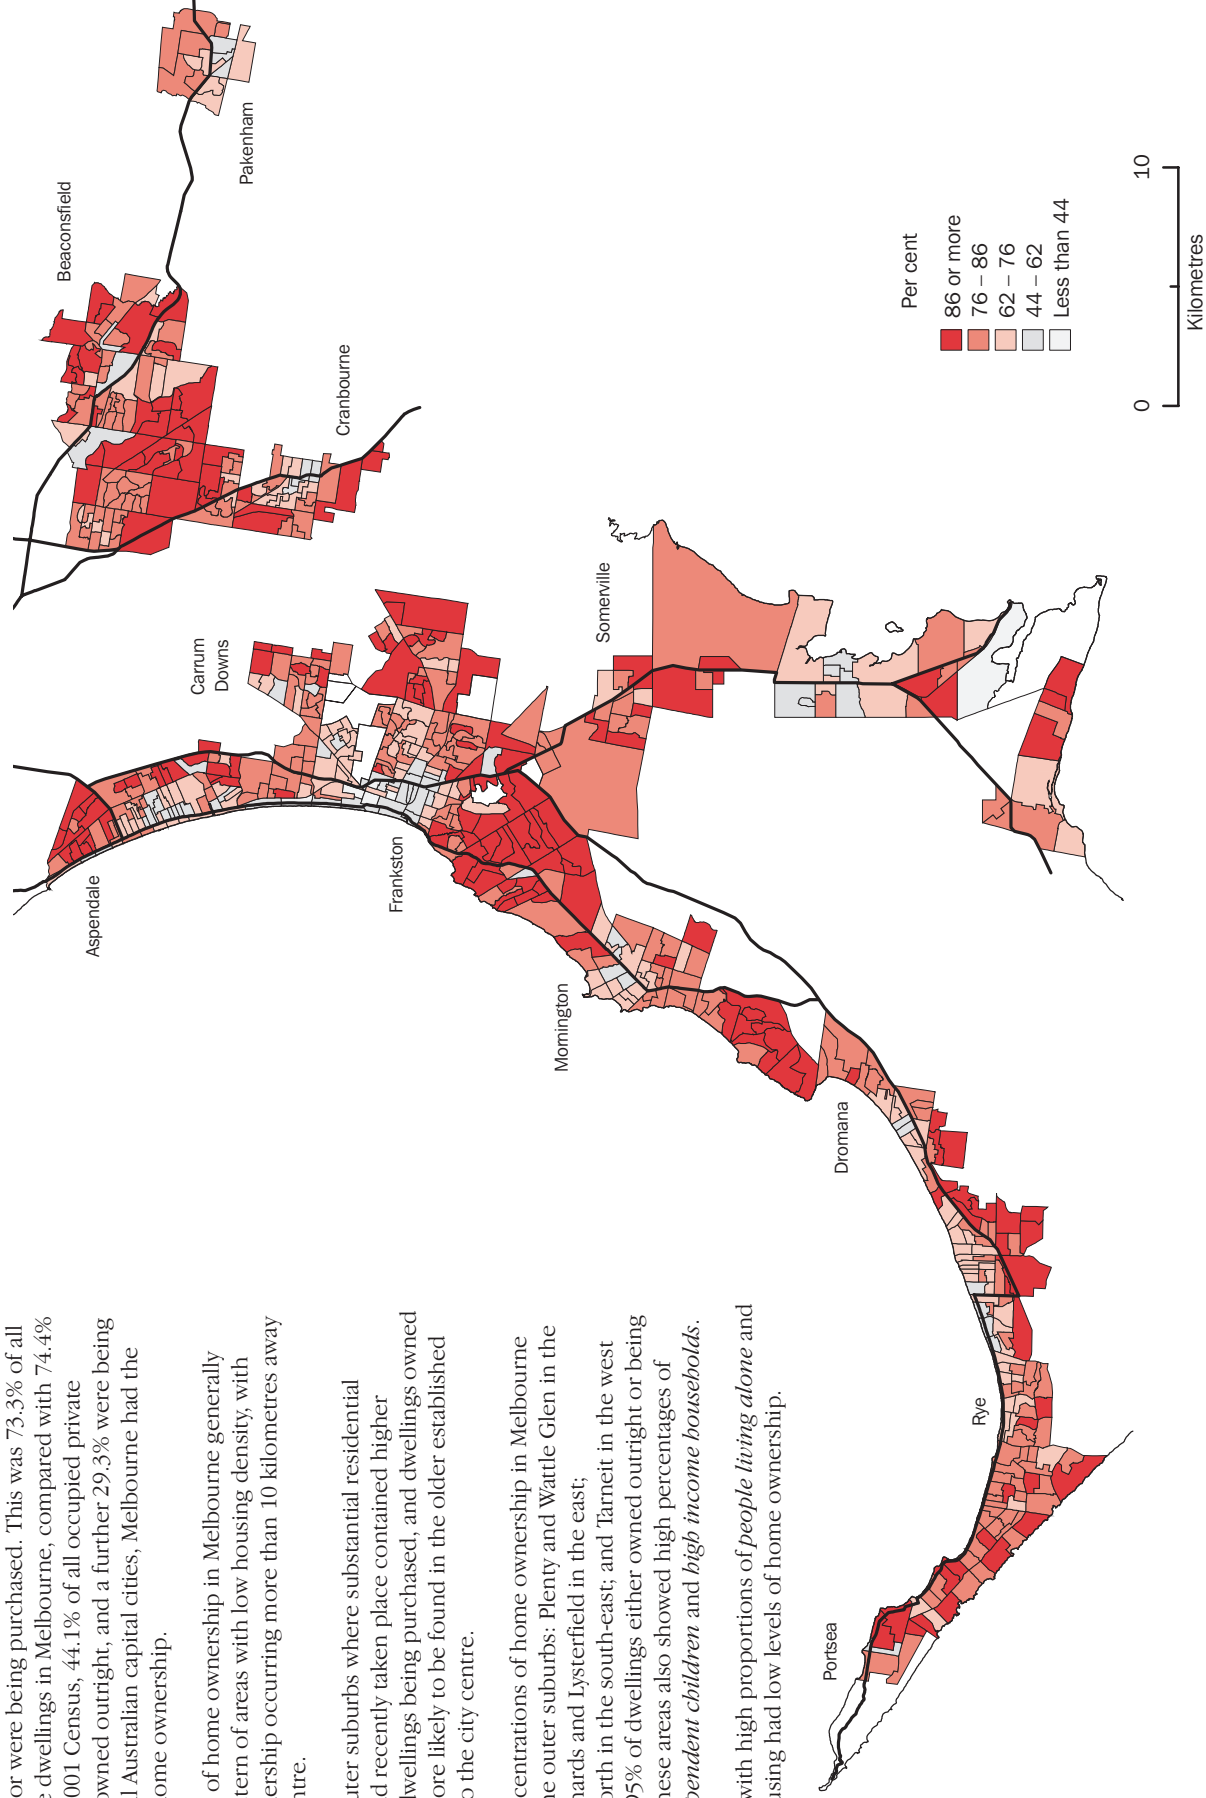 or were being purchased. This was 73.3% of all
dwellings in Melbourne, compared with 74.4%
001 Census, 44.1% of all occupied private
owned outright, and a further 29.3% were being
Australian capital cities, Melbourne had the
ome ownership.
of home ownership in Melbourne generally
tern of areas with low housing density, with
ership occurring more than 10 kilometres away
ntre.
uter suburbs where substantial residential
d recently taken place contained higher
dwellings being purchased, and dwellings owned
ore likely to be found in the older established
o the city centre.
centrations of home ownership in Melbourne
he outer suburbs: Plenty and Wattle Glen in the
hards and Lysterfield in the east;
orth in the south-east; and Tarneit in the west
95% of dwellings either owned outright or being
hese areas also showed high percentages of
pendent children and high income households.
with high proportions of people living alone and
using had low levels of home ownership.
Aspendale
Carrum
Downs
Beaconsfield
Pakenham
Cranbourne
Frankston
Mornington
Somerville
Dromana
Rye
Portsea
Per cent
86 or more
76 – 86
62 – 76
44 – 62
Less than 44
0 10
Kilometres